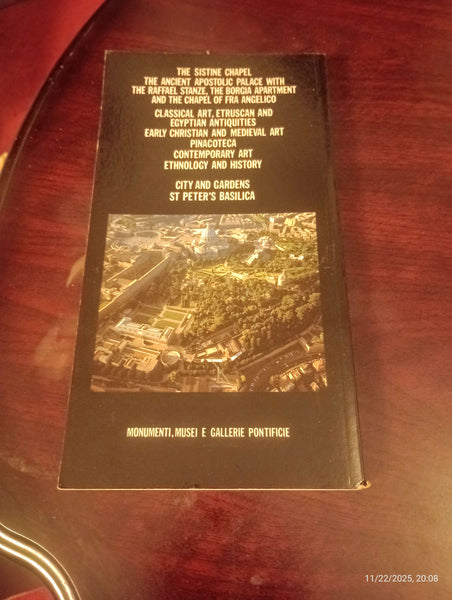 THE SISTINE CHAPEL
THE ANCIENT APOSTOLIC PALACE WITH
THE RAFFAEL STANZE, THE BORGIA APARTMENT
AND THE CHAPEL OF FRA ANGELICO
CLASSICAL ART, ETRUSCAN AND
EGYPTIAN ANTIQUITIES
EARLY CHRISTIAN AND MEDIEVAL ART
PINACOTECA
CONTEMPORARY ART
ETHNOLOGY AND HISTORY
CITY AND GARDENS
ST PETER'S BASILICA
MONUMENTI, MUSEI E GALLERIE PONTIFICIE
11/22/2025, 20:08